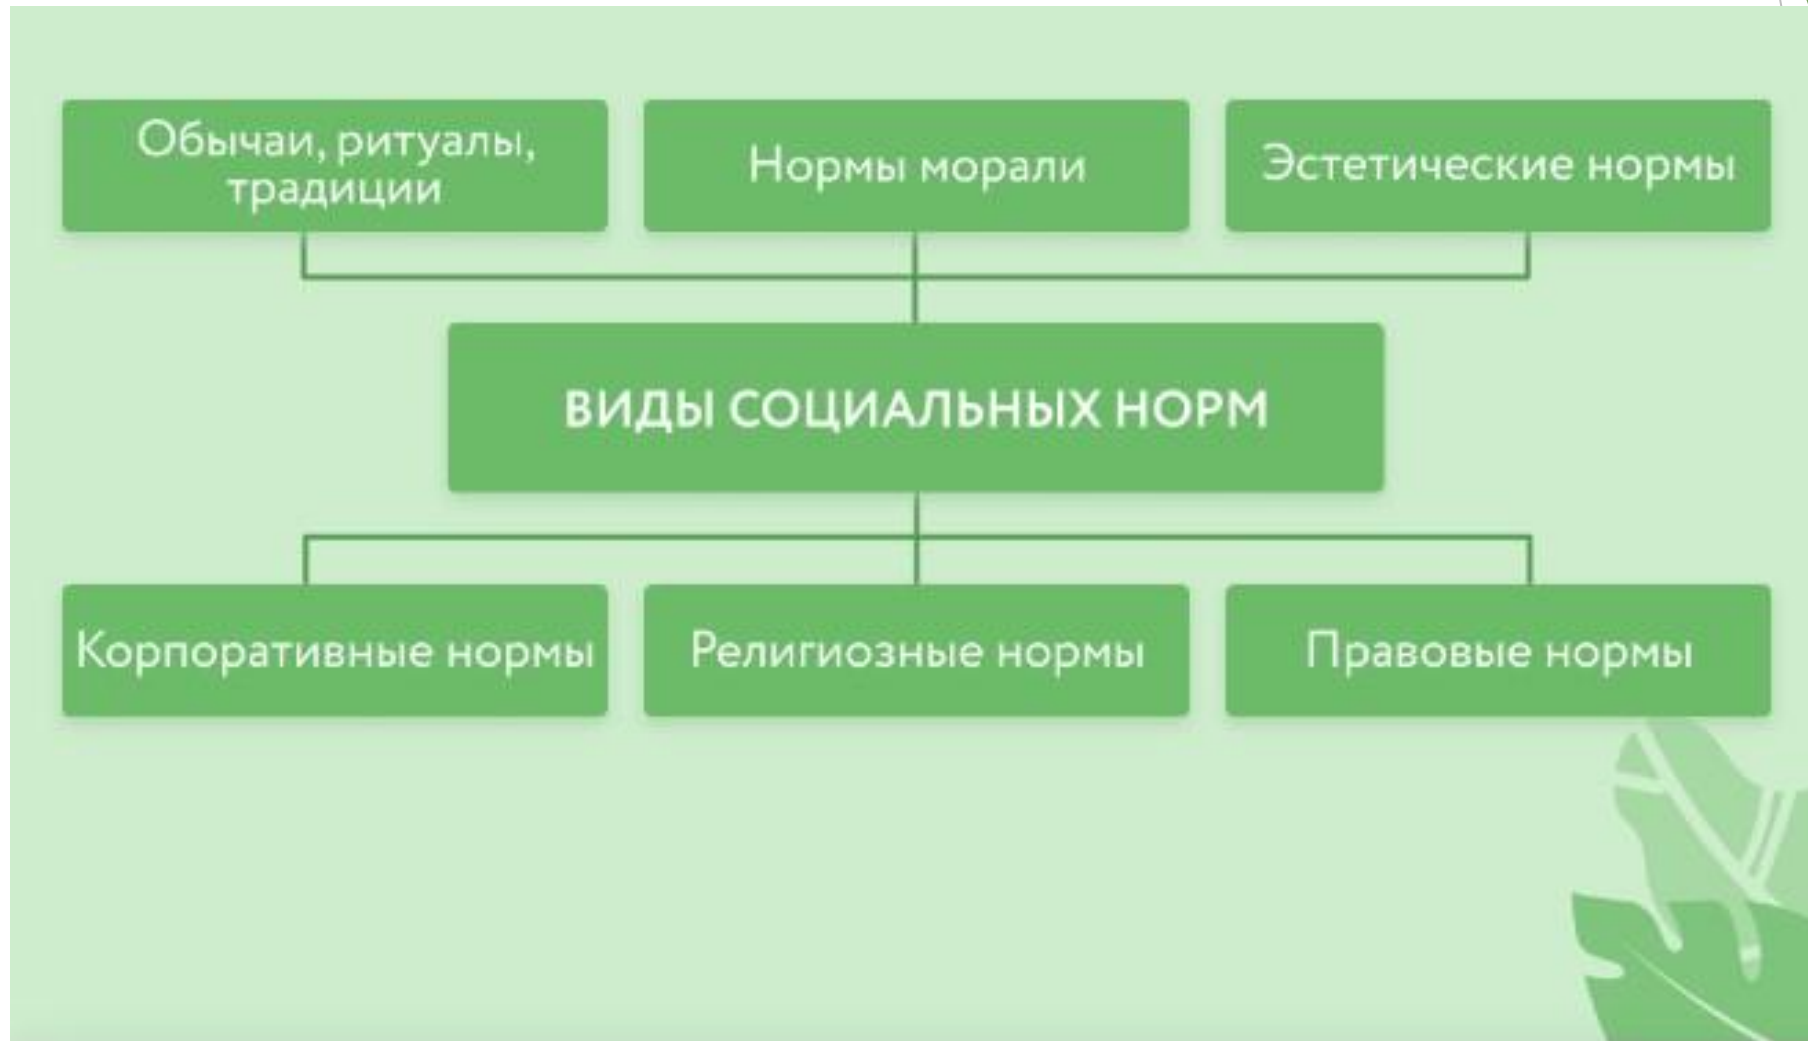 Обычаи, ритуалы,
традиции
Нормы морали
Эстетические нормы
ВИДЫ СОЦИАЛЬНЫХ НОРМ
Корпоративные нормы
Религиозные нормы
Правовые нормы